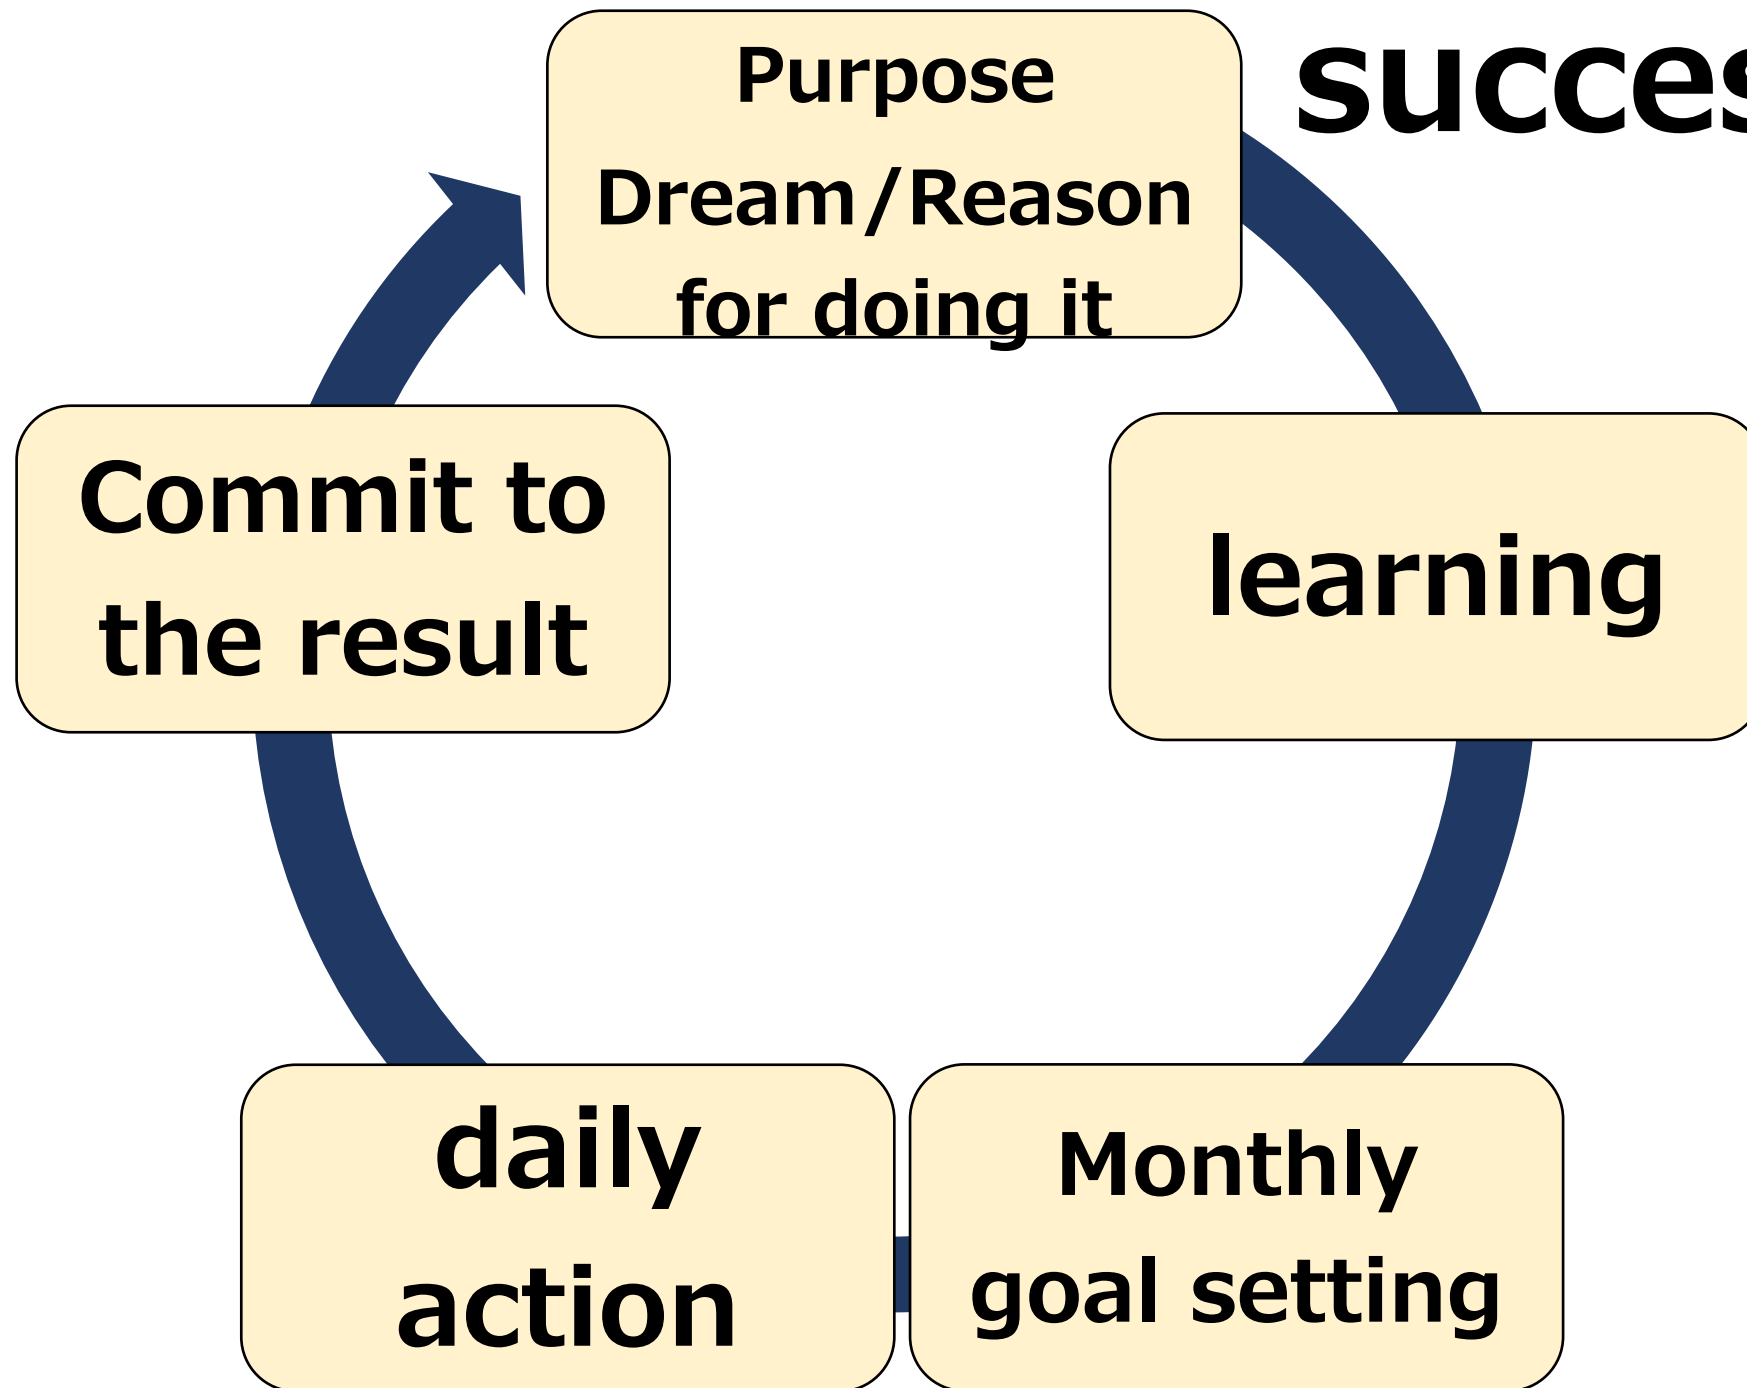 Purpose
Dream/Reason
for doing it
succes
learning
Monthly
goal setting
daily
action
Commit to
the result